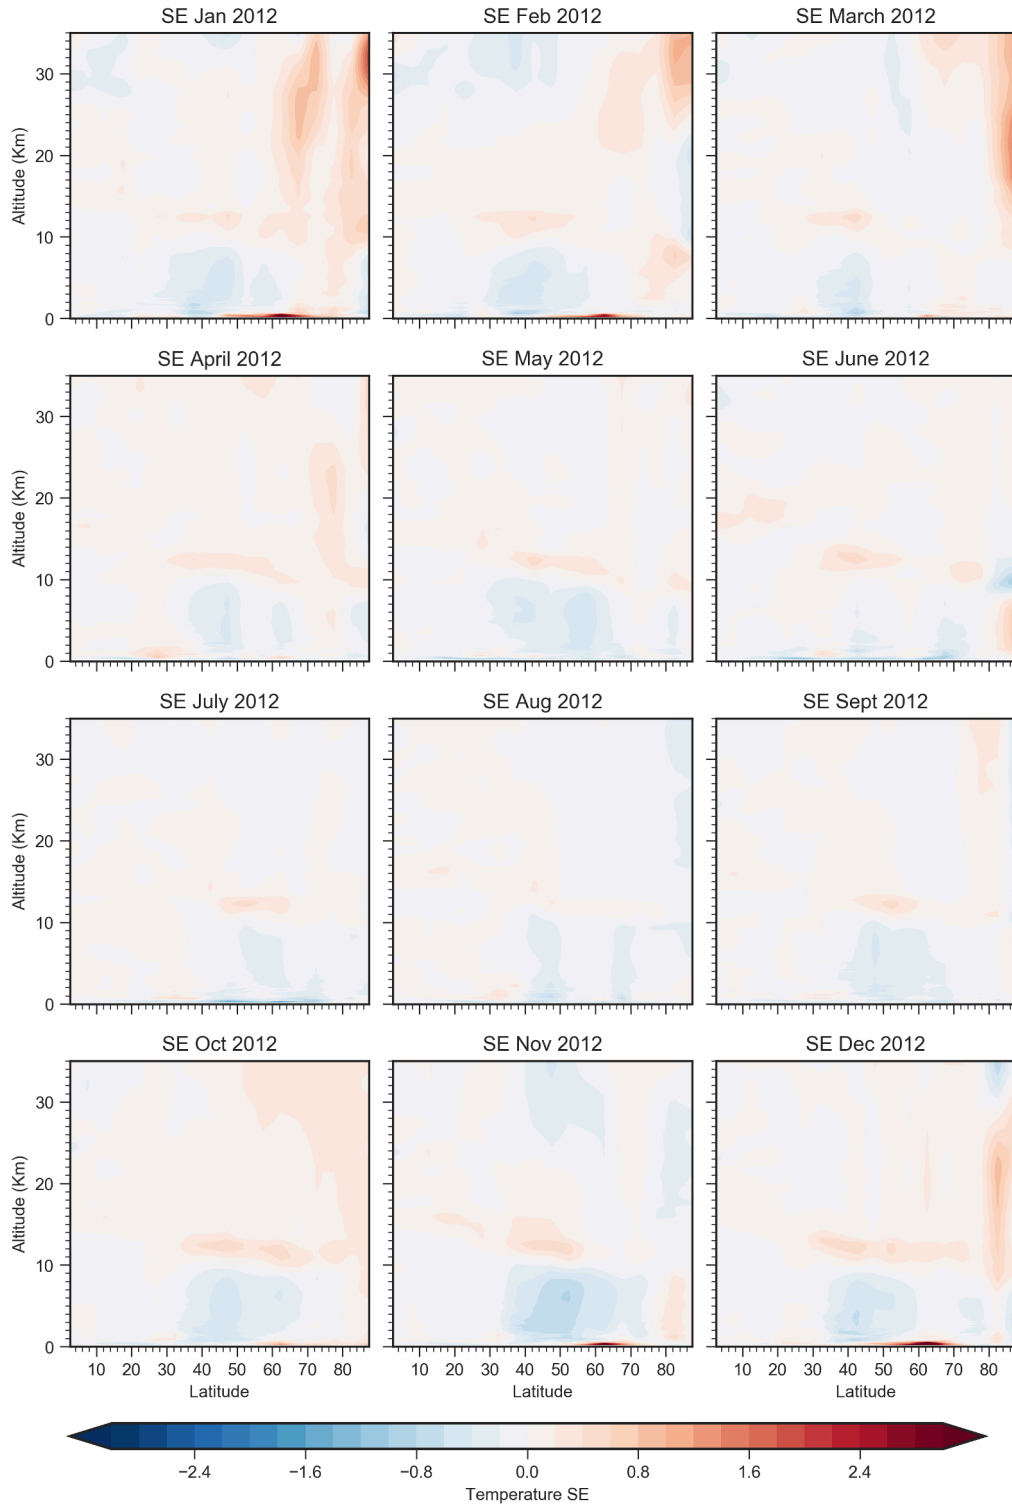 SE Jan 2012 SE Feb 2012 SE March 2012
30
20
10
0
Altitude (Km)
SE April 2012 SE May 2012 SE June 2012
30
20
10
0
Altitude (Km)
SE July 2012 SE Aug 2012 SE Sept 2012
30
20
10
0
Altitude (Km)
SE Oct 2012 SE Nov 2012 SE Dec 2012
30
20
10
0
Altitude (Km)
10 20 30 40 50 60 70 80 10 20 30 40 50 60 70 80 10 20 30 40 50 60 70 80
Latitude Latitude Latitude
−2.4 −1.6 −0.8 0.0 0.8 1.6 2.4
Temperature SE